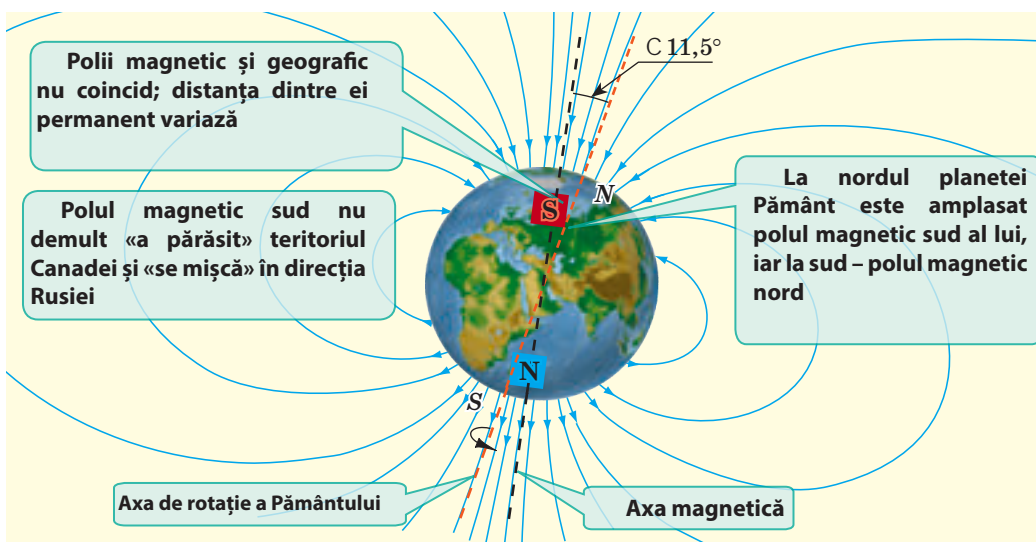 C 11,5°
Polii magnetic și geografic
nu coincid; distanța dintre ei
permanent variază
Polul magnetic sud nu
demult «a părăsit» teritoriul
Canadei și «se mișcă» în direcția
Rusiei
La nordul planetei
Pământ este amplasat
polul magnetic sud al lui,
iar la sud – polul magnetic
nord
N
S
N
S
Axa de rotație a Pământului
Axa magnetică